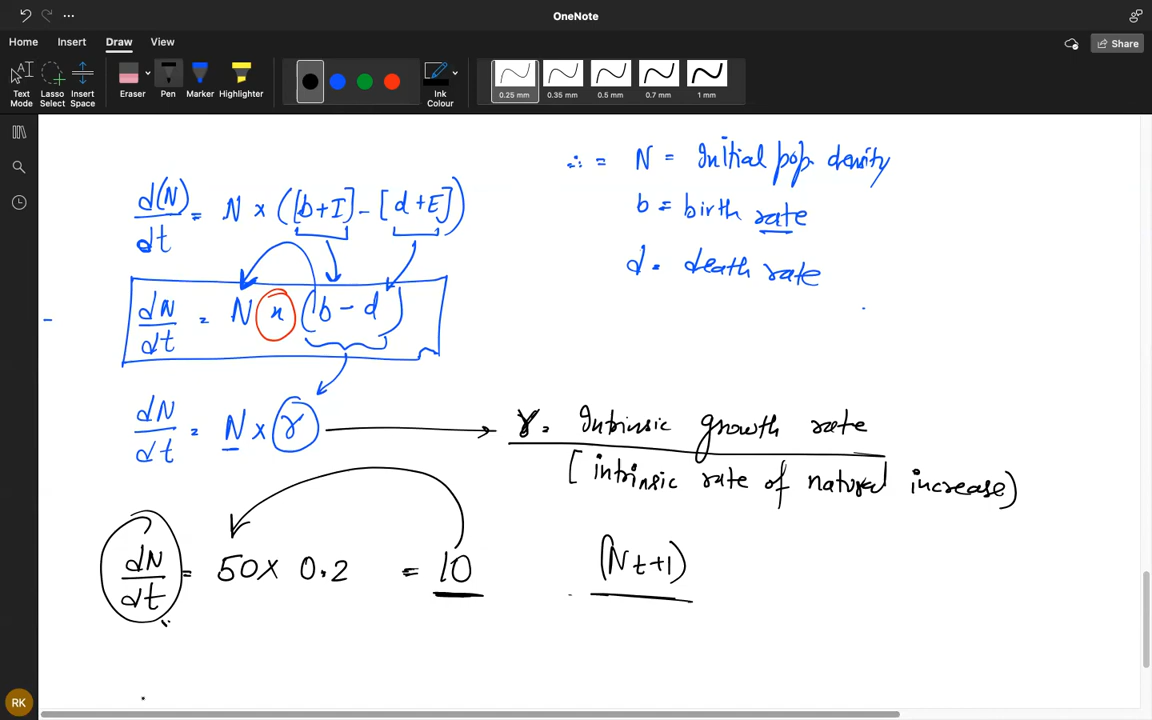 OneNote
Home Insert Draw View
Share
Text Mode
Lasso Select
Insert Space
Eraser
Pen
Marker
Highlighter
Ink Colour
0.25 mm
0.35 mm
0.5 mm
0.7 mm
1 mm
∴ = N = Initial pop density
b = birth rate
d = death rate
d(N)/dt = N × ([b+I] - [d+E])
dN/dt = N x (b - d)
dN/dt = N × r
r = Intrinsic growth rate
[intrinsic rate of natural increase)
dN/dt = 50 × 0.2 = 10
(Nt+1)
RK